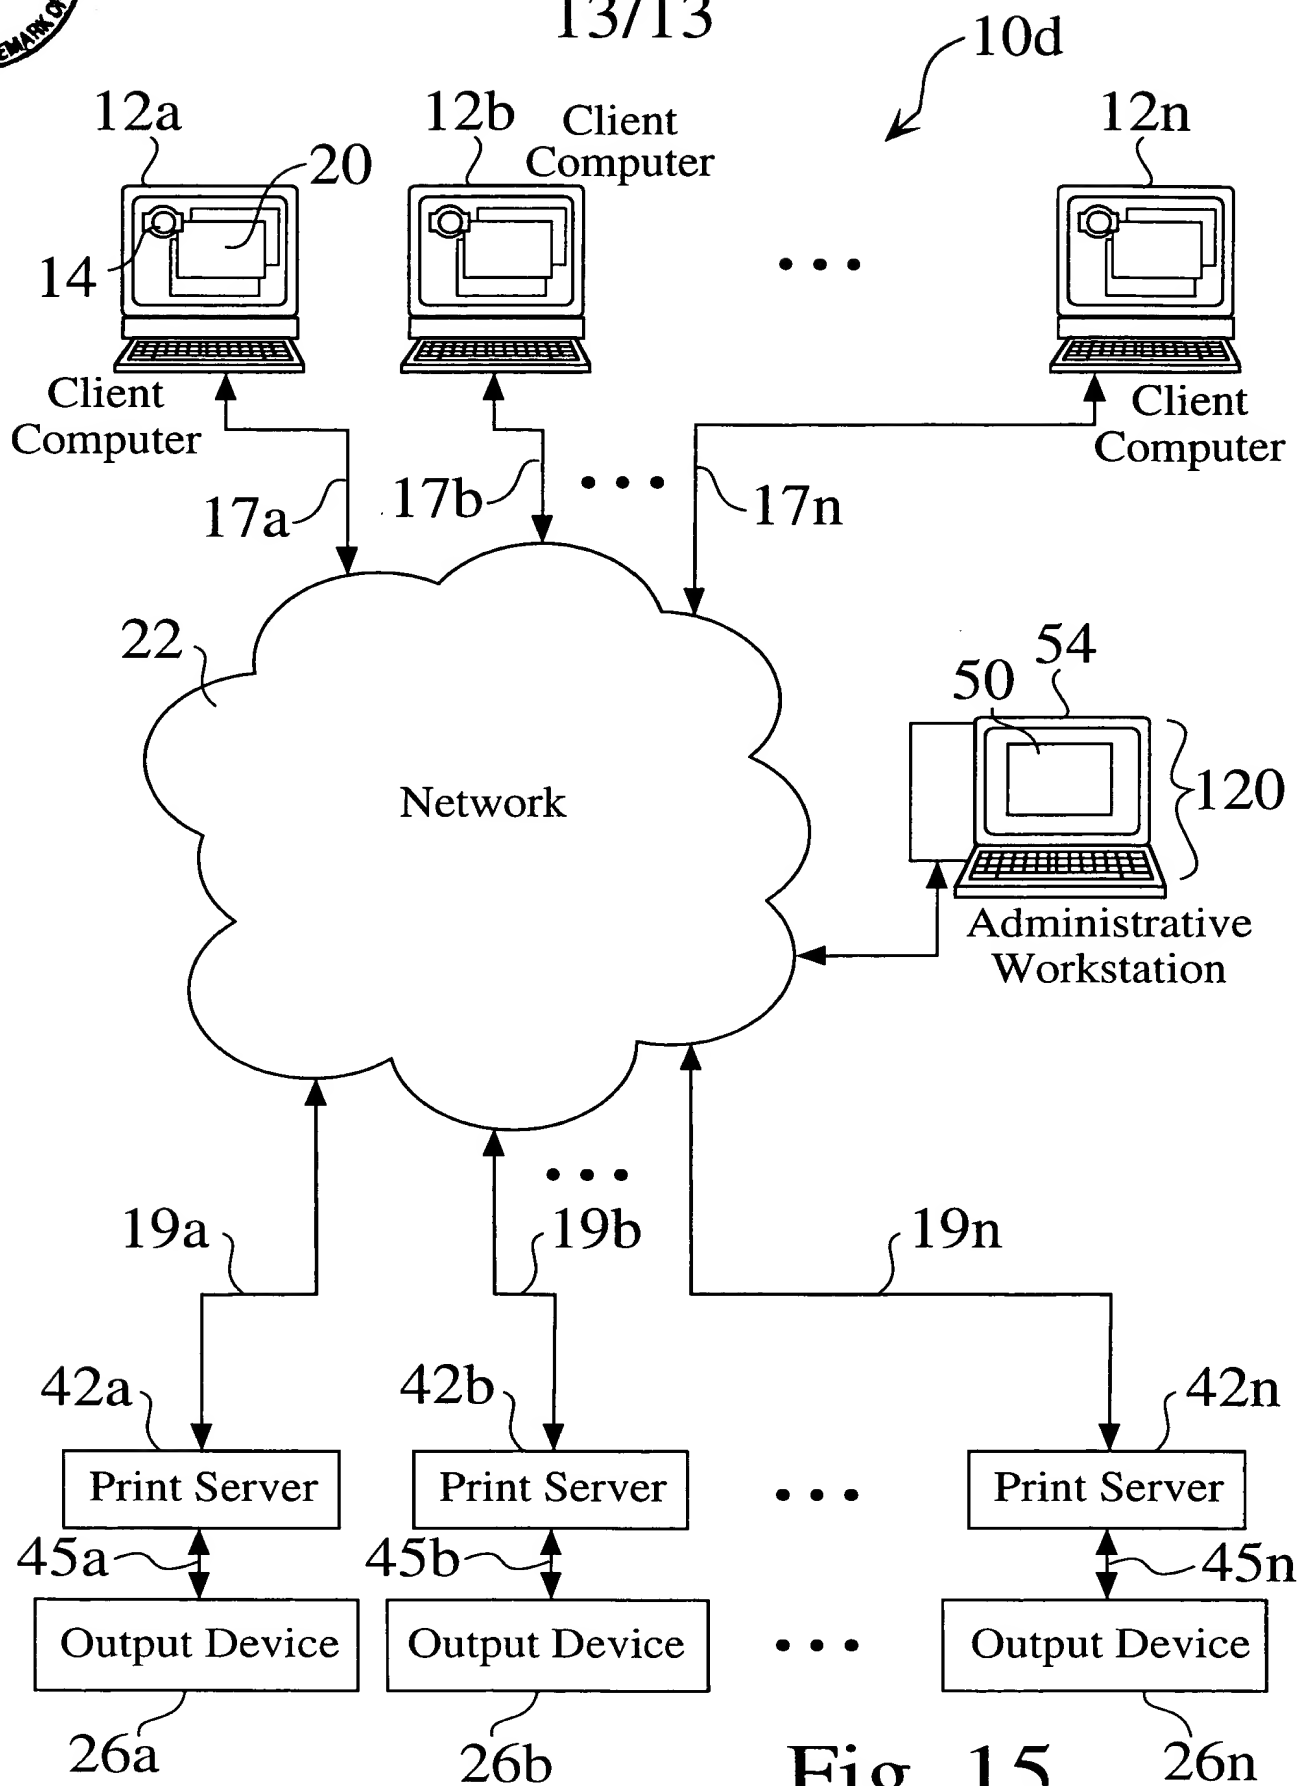 13/13
10d
12a
12b
Client
Computer
12n
20
14
Client
Computer
Client
Computer
17a
17b
17n
22
54
50
120
Network
Administrative
Workstation
19a
19b
19n
42a
42b
42n
Print Server
Print Server
Print Server
45a
45b
45n
Output Device
Output Device
Output Device
26a
26b
26n
Fig. 15